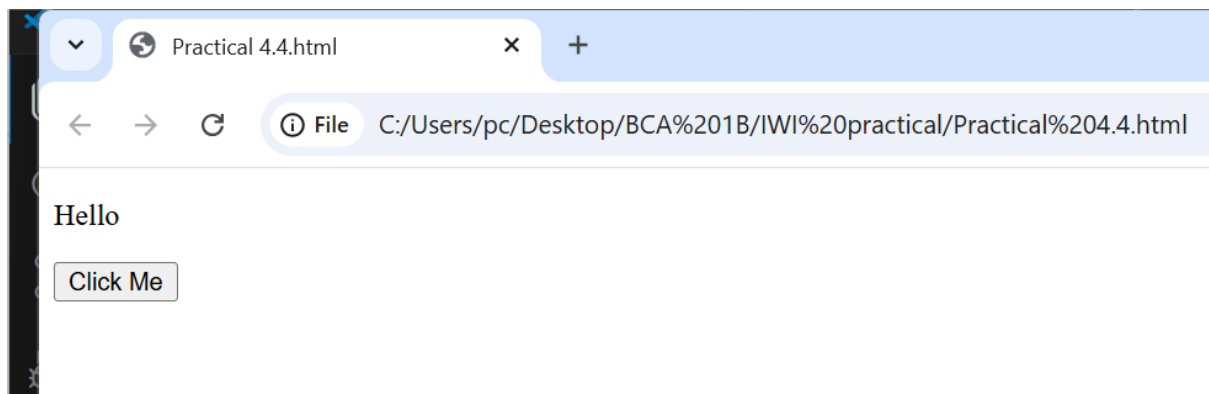 Practical 4.4.html
File C:/Users/pc/Desktop/BCA%201B/IWI%20practical/Practical%204.4.html
Hello
Click Me